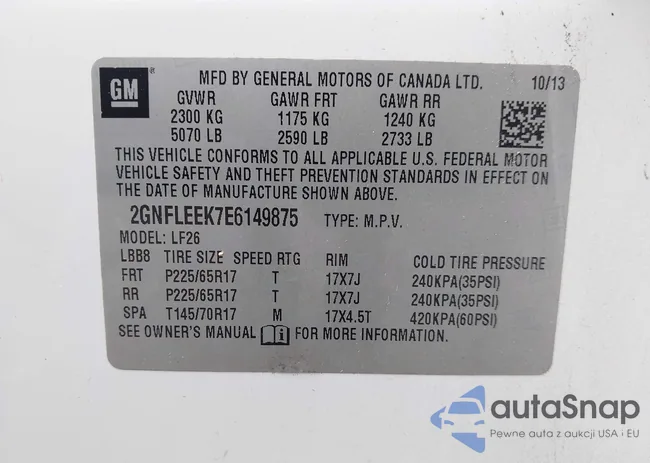 GM
®
MFD BY GENERAL MOTORS OF CANADA LTD. 10/13
GVWR GAWR FRT GAWR RR
2300 KG 1175 KG 1240 KG
5070 LB 2590 LB 2733 LB
THIS VEHICLE CONFORMS TO ALL APPLICABLE U.S. FEDERAL MOTOR
VEHICLE SAFETY AND THEFT PREVENTION STANDARDS IN EFFECT ON
THE DATE OF MANUFACTURE SHOWN ABOVE.
2GNFLEEK7E6149875 TYPE: M.P.V.
MODEL: LF26
LBB8 TIRE SIZE SPEED RTG RIM COLD TIRE PRESSURE
FRT P225/65R17 T 17X7J 240KPA(35PSI)
RR P225/65R17 T 17X7J 240KPA(35PSI)
SPA T145/70R17 M 17X4.5T 420KPA(60PSI)
SEE OWNER'S MANUAL i FOR MORE INFORMATION.
autaSnap
Pewne auta z aukcji USA i EU